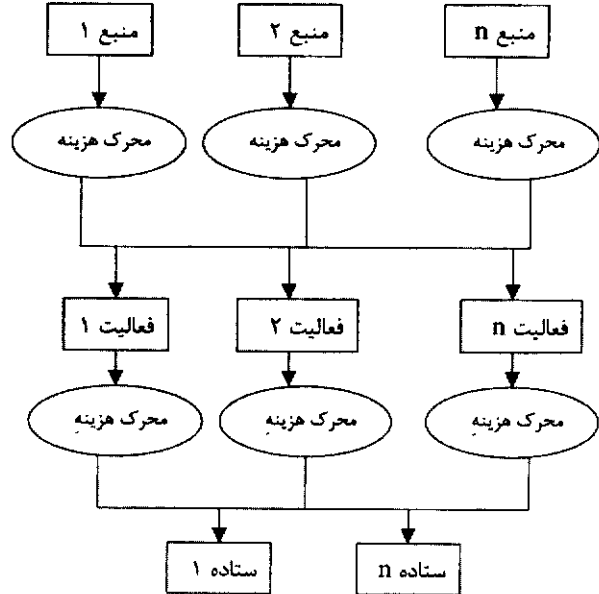 منبع ۱
منبع ۲
منبع n
محرک هزینه
محرک هزینه
محرک هزینه
فعالیت ۱
فعالیت ۲
فعالیت n
محرک هزینهِ
محرک هزینهِ
محرک هزینهِ
ستاده ۱
ستاده n